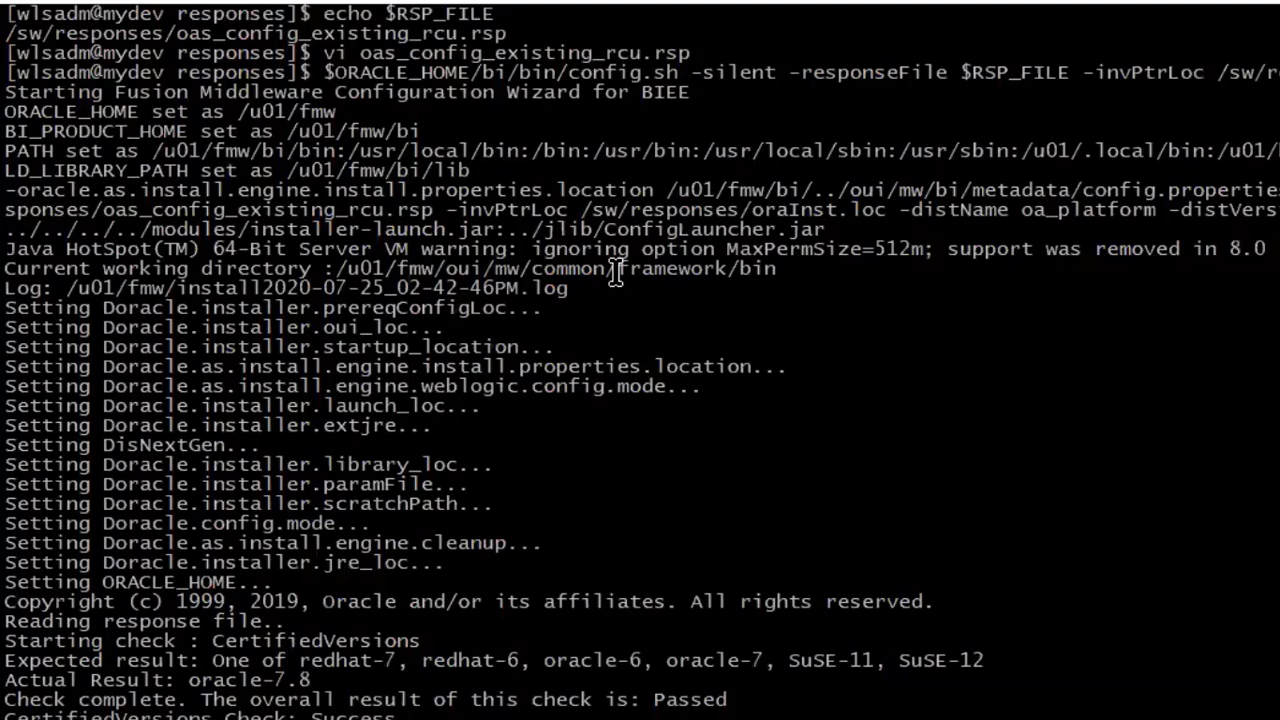 [wlsadm@mydev responses]$ echo $RSP_FILE
/sw/responses/oas_config_existing_rcu.rsp
[wlsadm@mydev responses]$ vi oas_config_existing_rcu.rsp
[wlsadm@mydev responses]$ $ORACLE_HOME/bi/bin/config.sh -silent -responseFile $RSP_FILE -invPtrLoc /sw/r
Starting Fusion Middleware Configuration Wizard for BIEE
ORACLE_HOME set as /u01/fmw
BI_PRODUCT_HOME set as /u01/fmw/bi
PATH set as /u01/fmw/bi/bin:/usr/local/bin:/bin:/usr/bin:/usr/local/sbin:/usr/sbin:/u01/.local/bin:/u01/
LD_LIBRARY_PATH set as /u01/fmw/bi/lib
-oracle.as.install.engine.install.properties.location /u01/fmw/bi/../oui/mw/bi/metadata/config.propertie
sponses/oas_config_existing_rcu.rsp -invPtrLoc /sw/responses/oraInst.loc -distName oa_platform -distVers
../../../../modules/installer-launch.jar:../jlib/ConfigLauncher.jar
Java HotSpot(TM) 64-Bit Server VM warning: ignoring option MaxPermSize=512m; support was removed in 8.0
Current working directory :/u01/fmw/oui/mw/common/framework/bin
Log: /u01/fmw/install2020-07-25_02-42-46PM.log
Setting Doracle.installer.prereqConfigLoc...
Setting Doracle.installer.oui_loc...
Setting Doracle.installer.startup_location...
Setting Doracle.as.install.engine.install.properties.location...
Setting Doracle.as.install.engine.weblogic.config.mode...
Setting Doracle.installer.launch_loc...
Setting Doracle.installer.extjre...
Setting DisNextGen...
Setting Doracle.installer.library_loc...
Setting Doracle.installer.paramFile...
Setting Doracle.installer.scratchPath...
Setting Doracle.config.mode...
Setting Doracle.as.install.engine.cleanup...
Setting Doracle.installer.jre_loc...
Setting ORACLE_HOME...
Copyright (c) 1999, 2019, Oracle and/or its affiliates. All rights reserved.
Reading response file..
Starting check : CertifiedVersions
Expected result: One of redhat-7, redhat-6, oracle-6, oracle-7, SuSE-11, SuSE-12
Actual Result: oracle-7.8
Check complete. The overall result of this check is: Passed
CertifiedVersions Check: Success